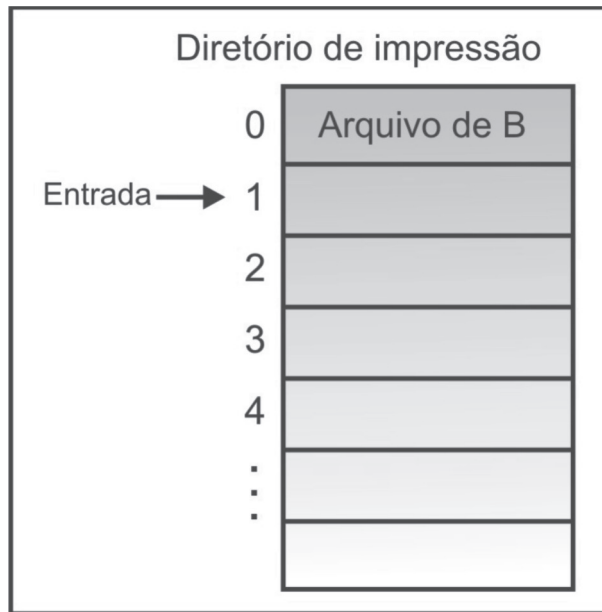 Diretório de impressão
0 Arquivo de B
Entrada → 1
2
3
4
⋮